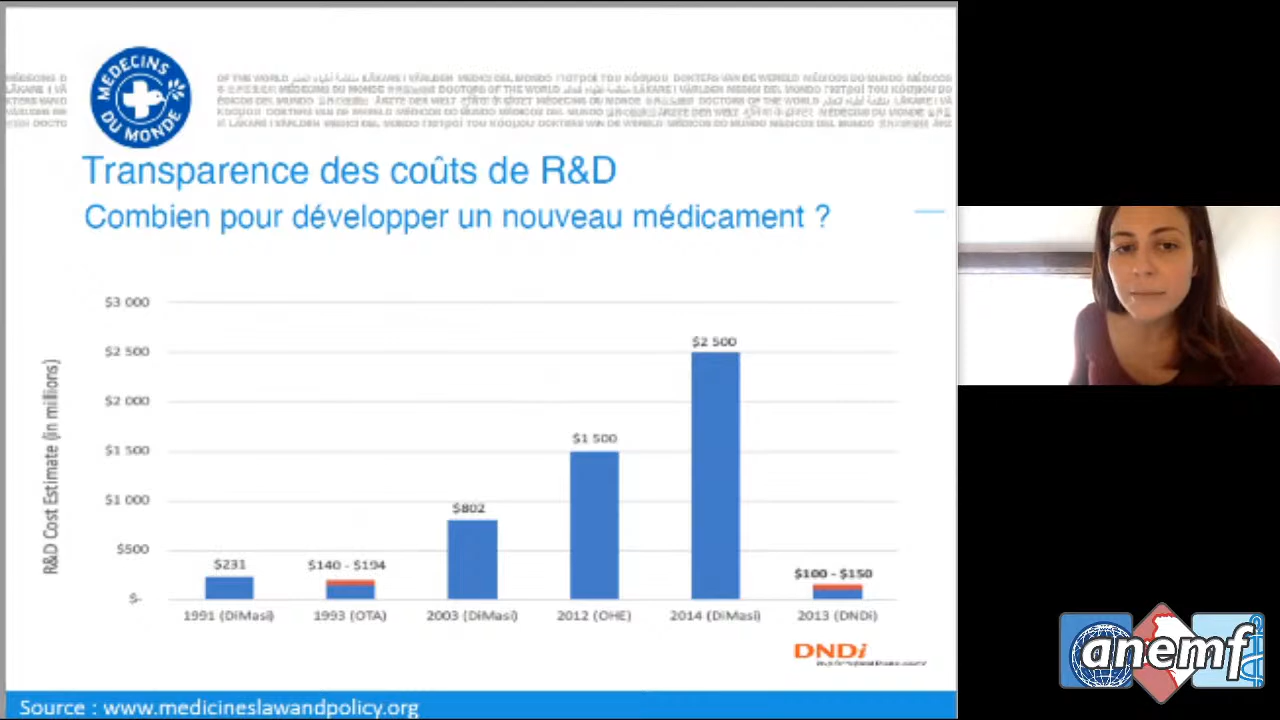 MEDECINS DU MONDE
Transparence des coûts de R&D
Combien pour développer un nouveau médicament ?
R&D Cost Estimate (in millions)
$3 000
$2 500
$2 000
$1 500
$1 000
$500
$-
$231
$140 - $194
$802
$1 500
$2 500
$100 - $150
1991 (DiMasi)
1993 (OTA)
2003 (DiMasi)
2012 (OHE)
2014 (DiMasi)
2013 (DNDi)
DNDi
Source : www.medicineslawandpolicy.org
anemf